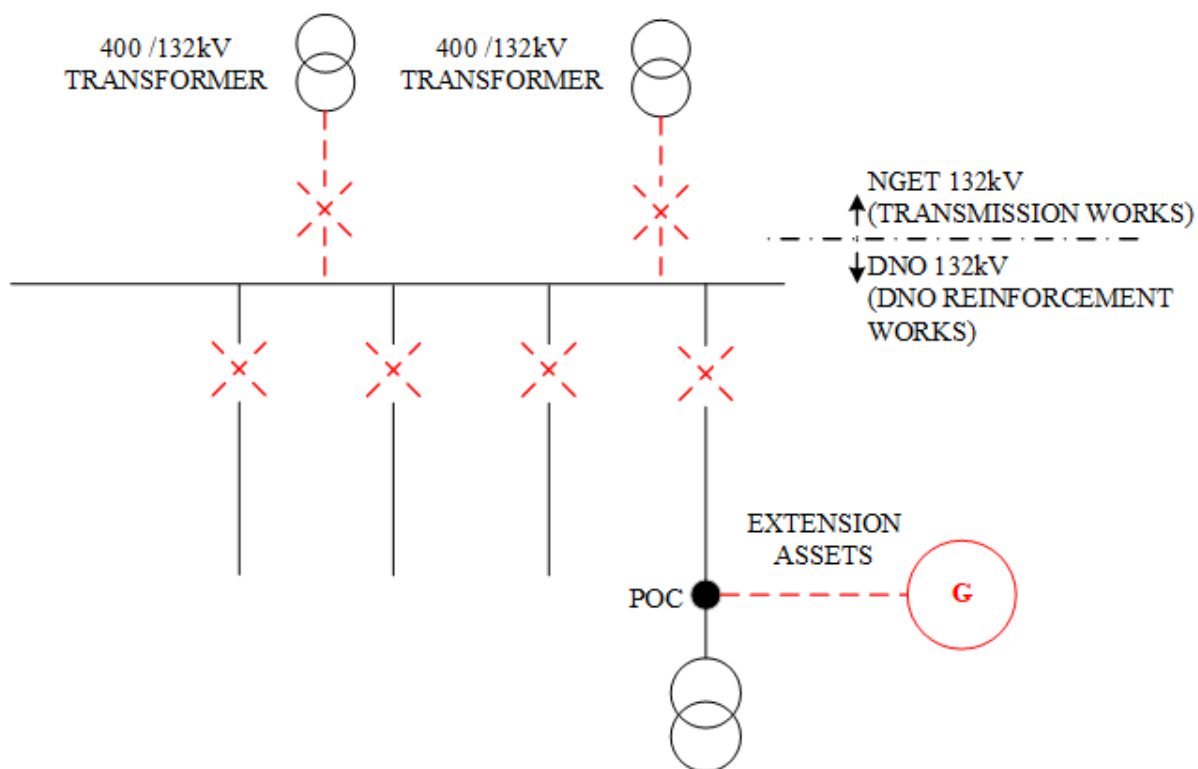 400 /132kV
TRANSFORMER
400 /132kV
TRANSFORMER
NGET 132kV
(TRANSMISSION WORKS)
DNO 132kV
(DNO REINFORCEMENT
WORKS)
EXTENSION
ASSETS
POC
G